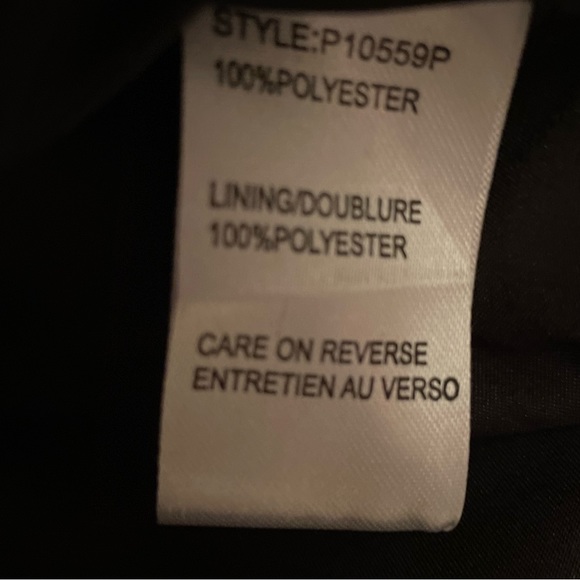 STYLE:P10559P
100%POLYESTER
LINING/DOUBLURE
100%POLYESTER
CARE ON REVERSE
ENTRETIEN AU VERSO